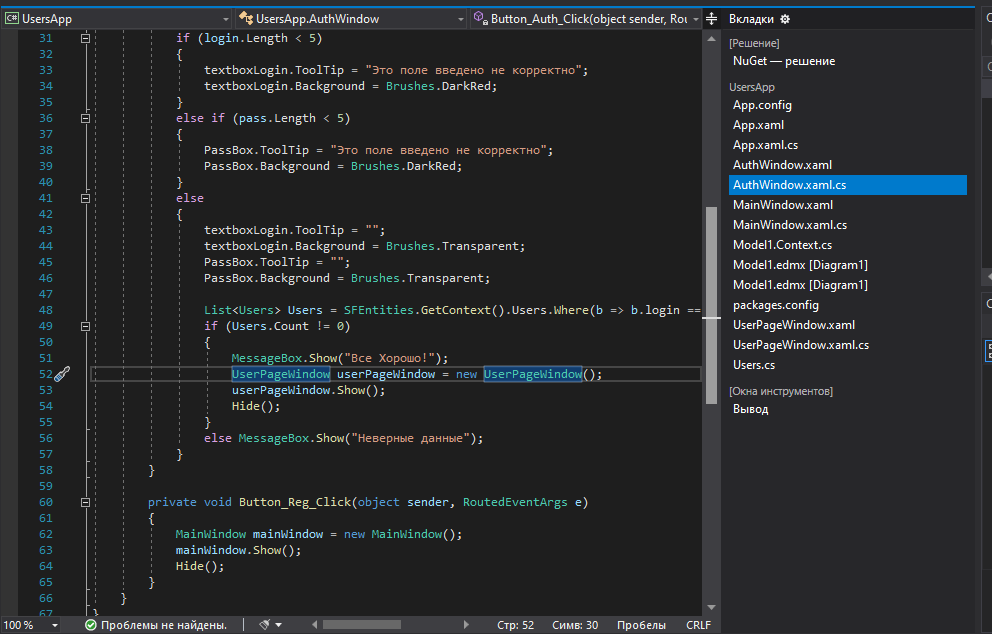 UsersApp
UsersApp.AuthWindow
Button_Auth_Click(object sender, Rou
31 if (login.Length < 5)
32 {
33 textboxLogin.ToolTip = "Это поле введено не корректно";
34 textboxLogin.Background = Brushes.DarkRed;
35 }
36 else if (pass.Length < 5)
37 {
38 PassBox.ToolTip = "Это поле введено не корректно";
39 PassBox.Background = Brushes.DarkRed;
40 }
41 else
42 {
43 textboxLogin.ToolTip = "";
44 textboxLogin.Background = Brushes.Transparent;
45 PassBox.ToolTip = "";
46 PassBox.Background = Brushes.Transparent;
47
48 List<Users> Users = SFEntities.GetContext().Users.Where(b => b.login ==
49 if (Users.Count != 0)
50 {
51 MessageBox.Show("Все Хорошо!");
52 UserPageWindow userPageWindow = new UserPageWindow();
53 userPageWindow.Show();
54 Hide();
55 }
56 else MessageBox.Show("Неверные данные");
57 }
58 }
59
60 private void Button_Reg_Click(object sender, RoutedEventArgs e)
61 {
62 MainWindow mainWindow = new MainWindow();
63 mainWindow.Show();
64 Hide();
65 }
66 }
67 }
100 %
Проблемы не найдены.
Стр: 52
Симв: 30
Пробелы
CRLF
Вкладки
[Решение]
NuGet — решение
UsersApp
App.config
App.xaml
App.xaml.cs
AuthWindow.xaml
AuthWindow.xaml.cs
MainWindow.xaml
MainWindow.xaml.cs
Model1.Context.cs
Model1.edmx [Diagram1]
Model1.edmx [Diagram1]
packages.config
UserPageWindow.xaml
UserPageWindow.xaml.cs
Users.cs
[Окна инструментов]
Вывод